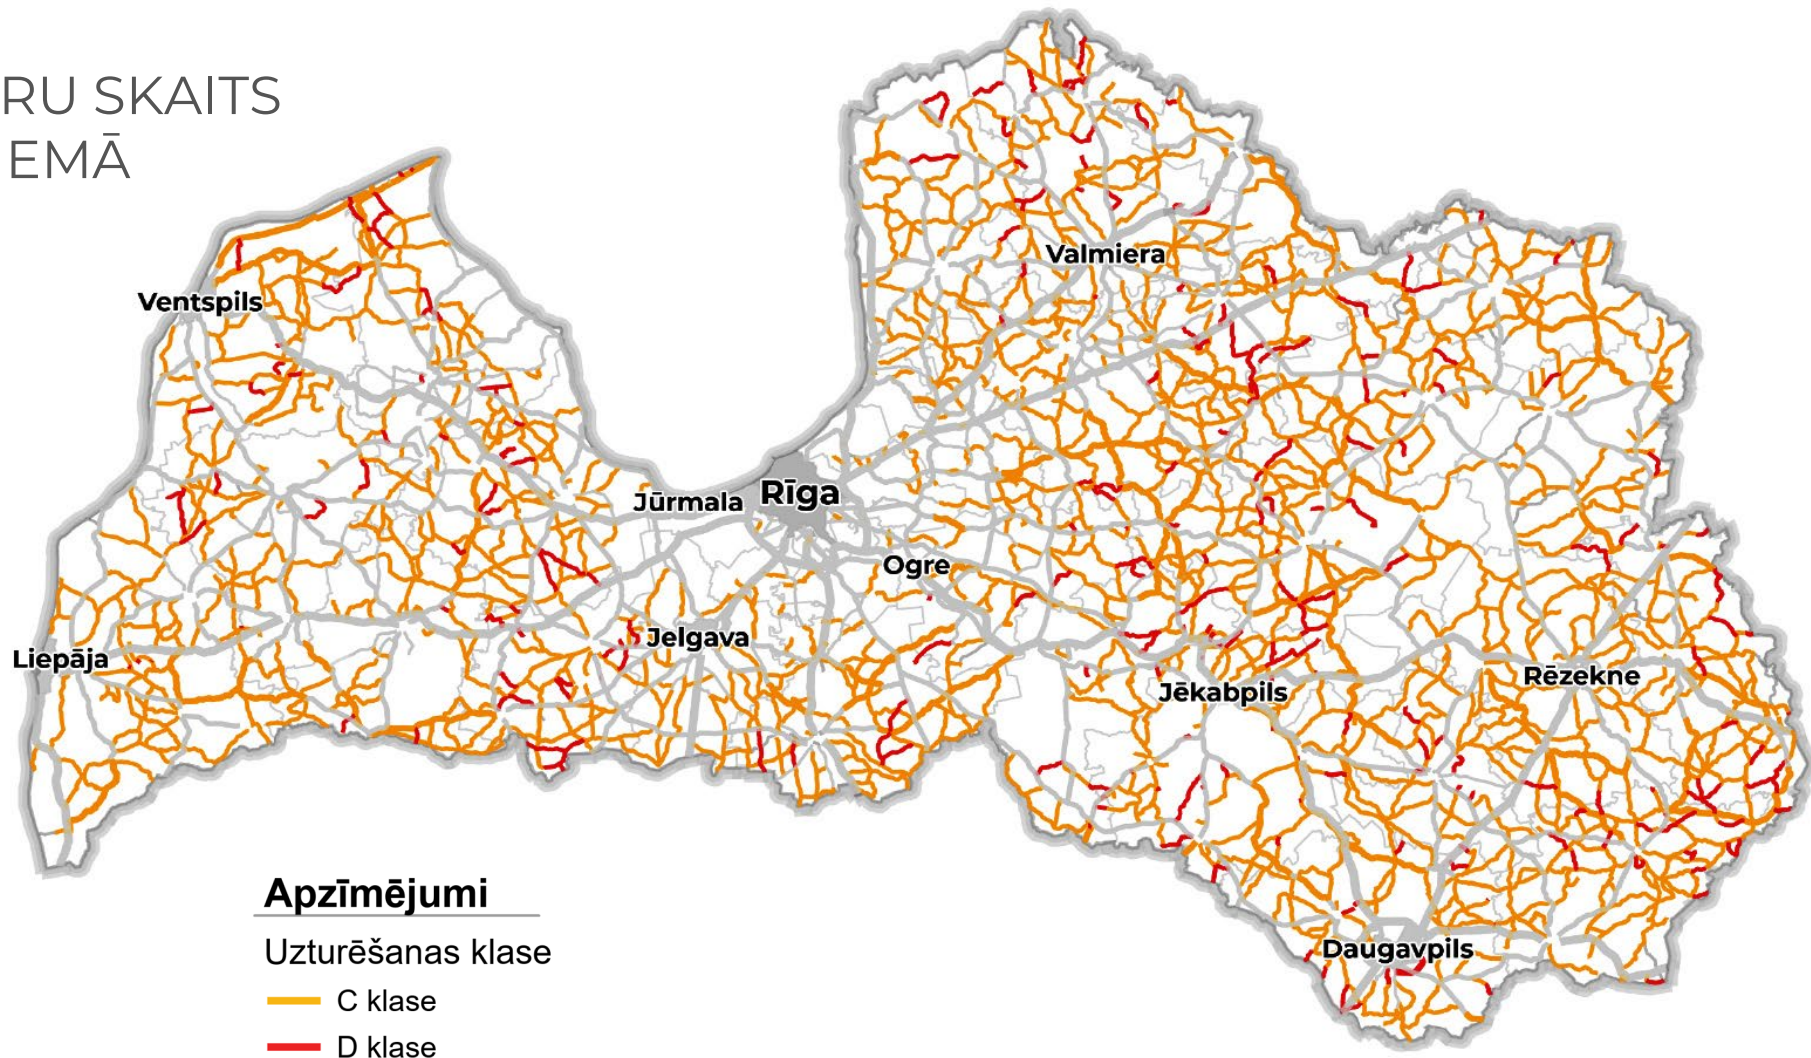 RU SKAITS
EMĀ
Valmiera
Ventspils
Rīga
Jūrmala
Ogre
Jelgava
Liepāja
Rēzekne
Jēkabpils
Daugavpils
Apzīmējumi
Uzturēšanas klase
C klase
D klase